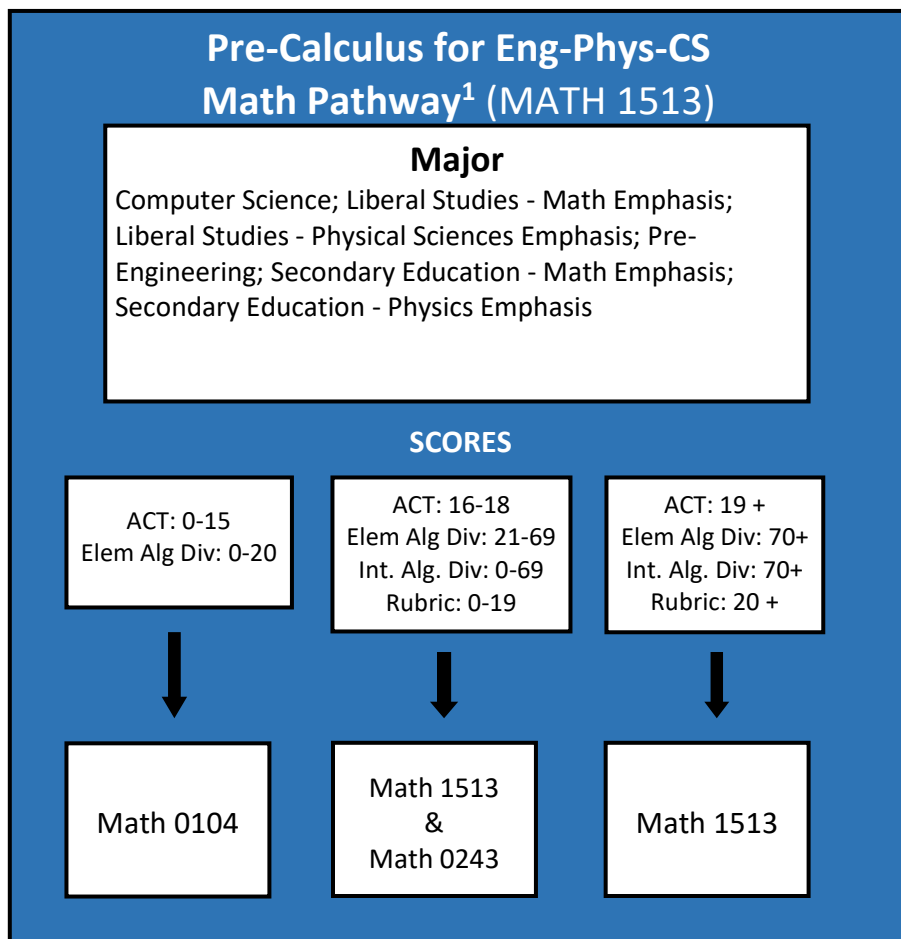 Pre-Calculus for Eng-Phys-CS
Math Pathway¹ (MATH 1513)
Major
Computer Science; Liberal Studies - Math Emphasis;
Liberal Studies - Physical Sciences Emphasis; Pre-
Engineering; Secondary Education - Math Emphasis;
Secondary Education - Physics Emphasis
SCORES
ACT: 0-15
Elem Alg Div: 0-20
ACT: 16-18
Elem Alg Div: 21-69
Int. Alg. Div: 0-69
Rubric: 0-19
ACT: 19 +
Elem Alg Div: 70+
Int. Alg. Div: 70+
Rubric: 20 +
Math 0104
Math 1513
&
Math 0243
Math 1513